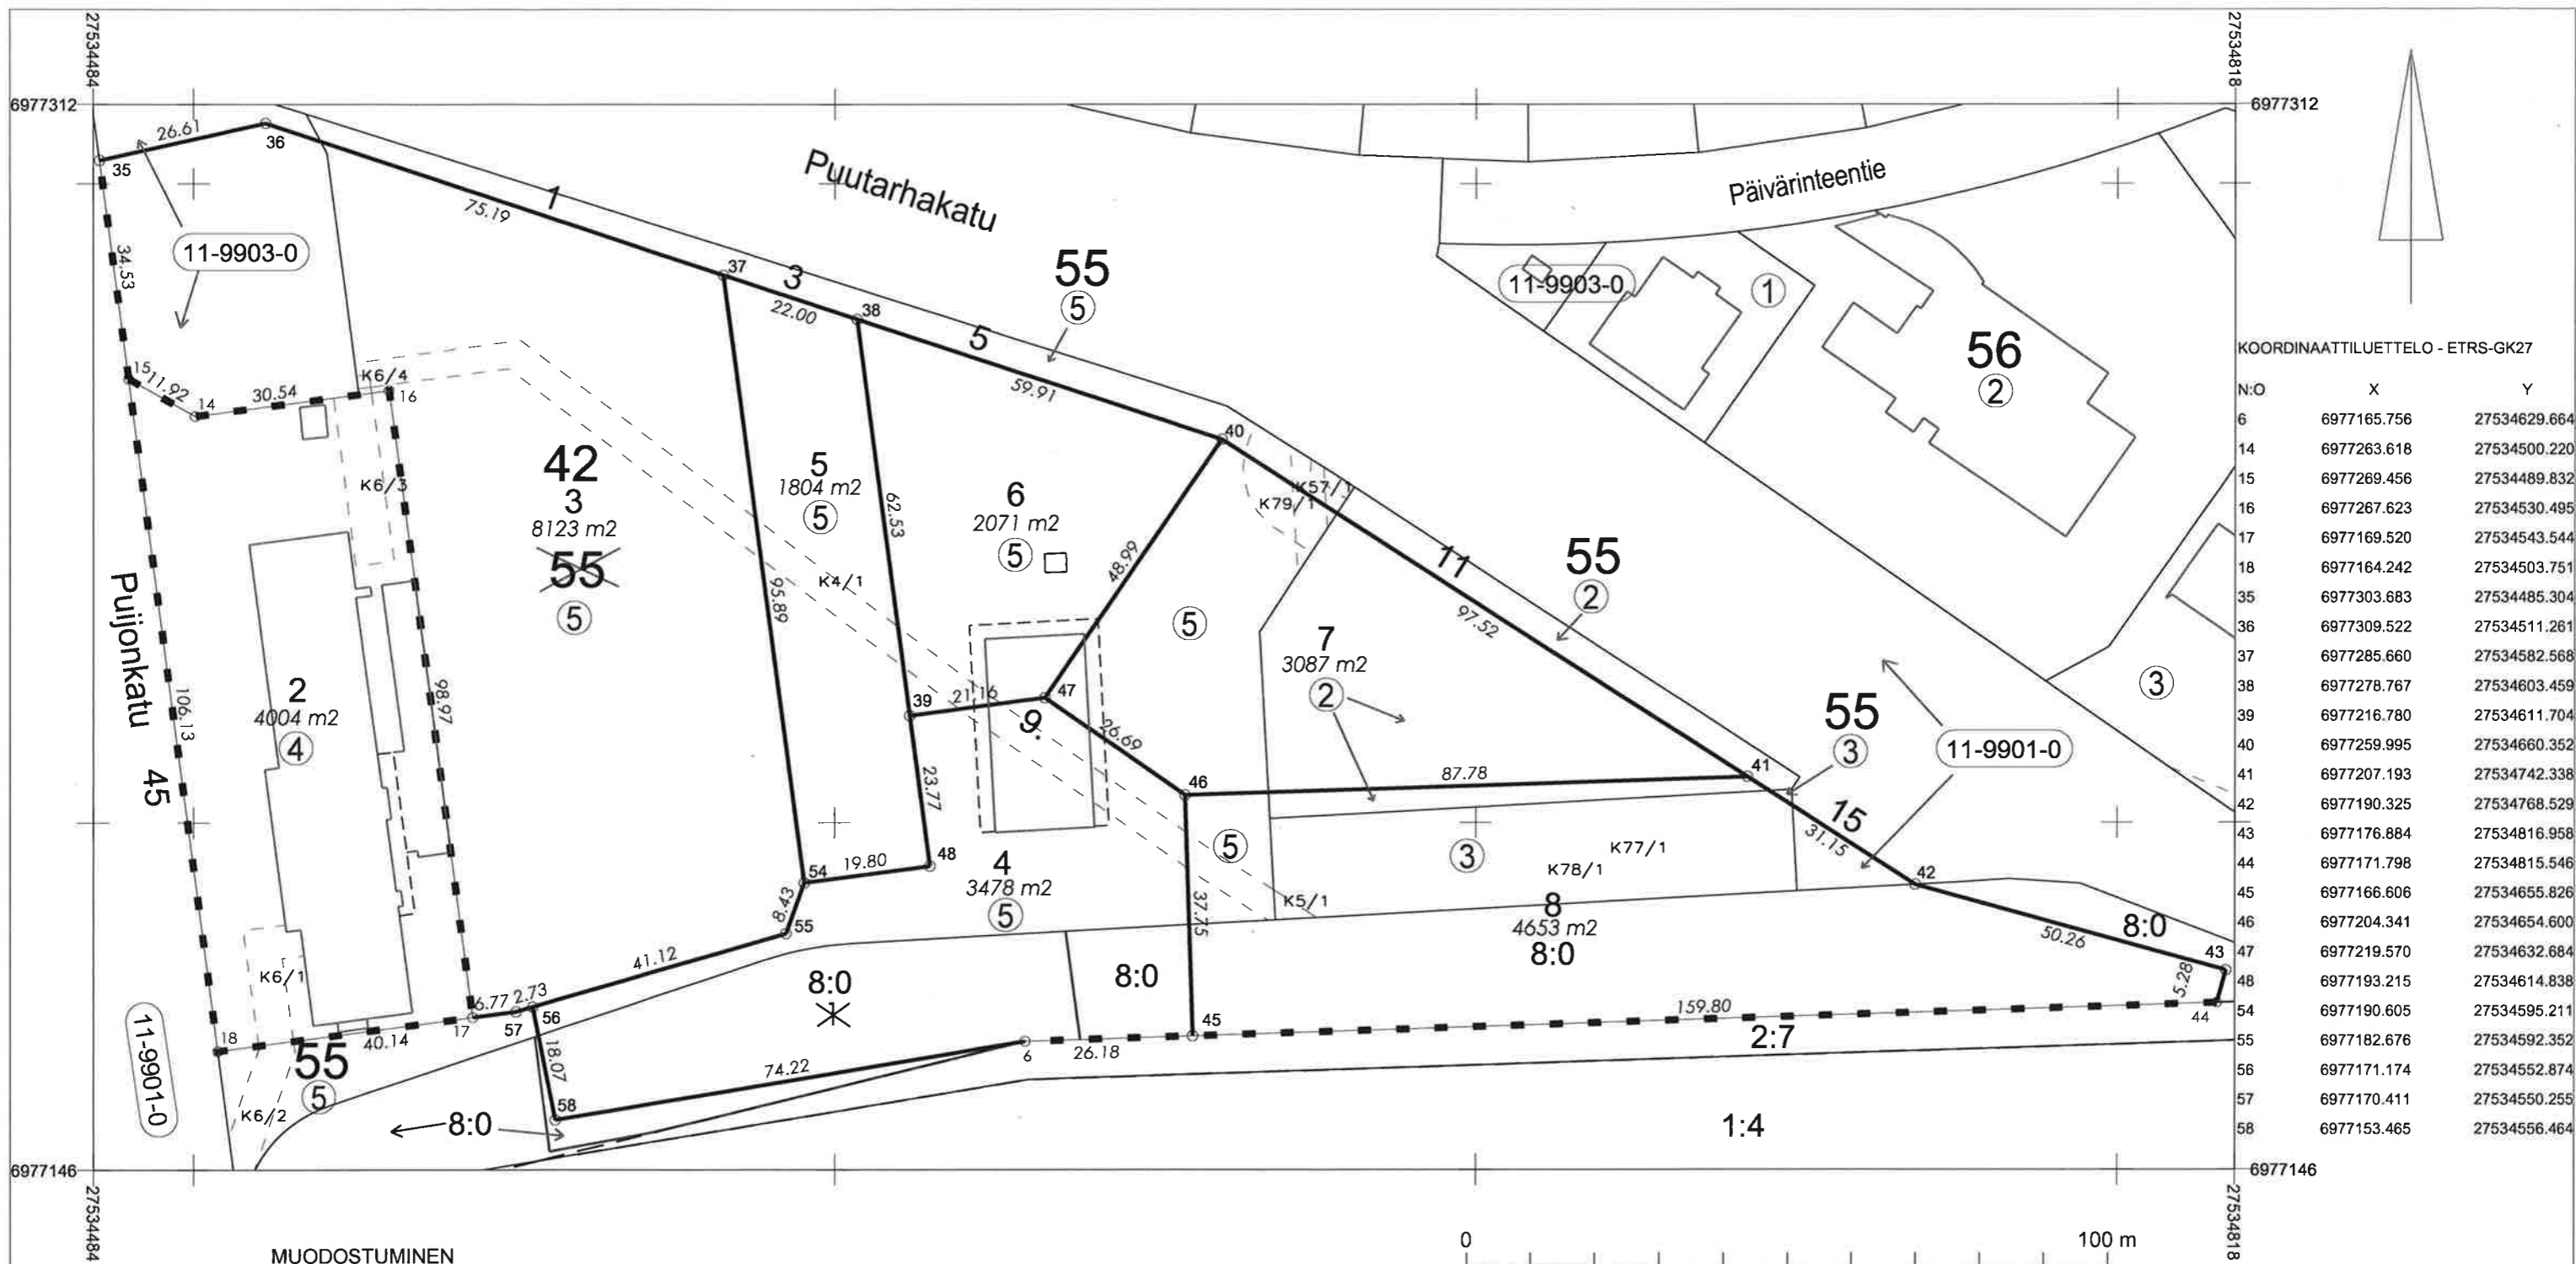 27534484
27534818
6977312
6977312
26.61
36
35
1
75.19
Puutarhakatu
Päivärinteentie
11-9903-0
34.53
37
3
22.00
38
55
5
5
59.91
11-9903-0
1
56
2
15
11.92
14
30.54
K6/4
16
K6/3
42
3
8123 m2
55
5
5
1804 m2
5
6
2071 m2
5
62.53
K4/1
95.89
40
48.99
K79/1
K57/1
11
97.52
55
2
5
7
3087 m2
2
3
Puijonkatu 45
106.13
2
4004 m2
4
98.97
39
21.16
47
9.
26.69
46
87.78
41
55
3
11-9901-0
15
31.15
23.77
48
54
19.80
8.43
55
4
3478 m2
5
5
37.75
K5/1
3
K77/1
K78/1
8
4653 m2
8:0
42
50.26
8:0
43
5.28
44
41.12
8:0
1
8:0
K6/1
6.77
2.73
17
57
56
18
40.14
55
5
K6/2
11-9901-0
18.07
58
74.22
6
26.18
45
159.80
2:7
8:0
1:4
6977146
6977146
27534484
27534818
MUODOSTUMINEN
0
100 m
KOORDINAATTILUETTELO - ETRS-GK27
N:O X Y
6 6977165.756 27534629.664
14 6977263.618 27534500.220
15 6977269.456 27534489.832
16 6977267.623 27534530.495
17 6977169.520 27534543.544
18 6977164.242 27534503.751
35 6977303.683 27534485.304
36 6977309.522 27534511.261
37 6977285.660 27534582.568
38 6977278.767 27534603.459
39 6977216.780 27534611.704
40 6977259.995 27534660.352
41 6977207.193 27534742.338
42 6977190.325 27534768.529
43 6977176.884 27534816.958
44 6977171.798 27534815.546
45 6977166.606 27534655.826
46 6977204.341 27534654.600
47 6977219.570 27534632.684
48 6977193.215 27534614.838
54 6977190.605 27534595.211
55 6977182.676 27534592.352
56 6977171.174 27534552.874
57 6977170.411 27534550.255
58 6977153.465 27534556.464